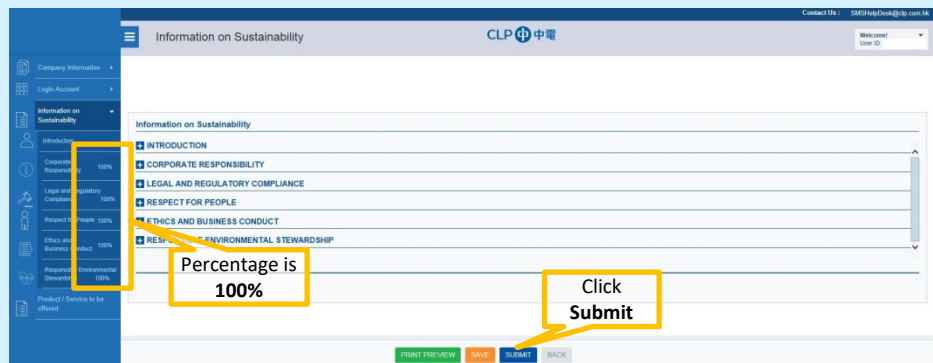 Contact Us : SMSHelpDesk@clp.com.hk
Information on Sustainability
CLP 中電
Welcome!
User ID:
Company Information
Login Account
Information on
Sustainability
Introduction
Corporate
Responsibility 100%
Legal and Regulatory
Compliance 100%
Respect for People 100%
Ethics and
Business Conduct 100%
Responsible Environmental
Stewardship 100%
Product / Service to be
offered
Information on Sustainability
INTRODUCTION
CORPORATE RESPONSIBILITY
LEGAL AND REGULATORY COMPLIANCE
RESPECT FOR PEOPLE
ETHICS AND BUSINESS CONDUCT
RESPONSIBLE ENVIRONMENTAL STEWARDSHIP
Percentage is
100%
Click
Submit
PRINT PREVIEW SAVE SUBMIT BACK